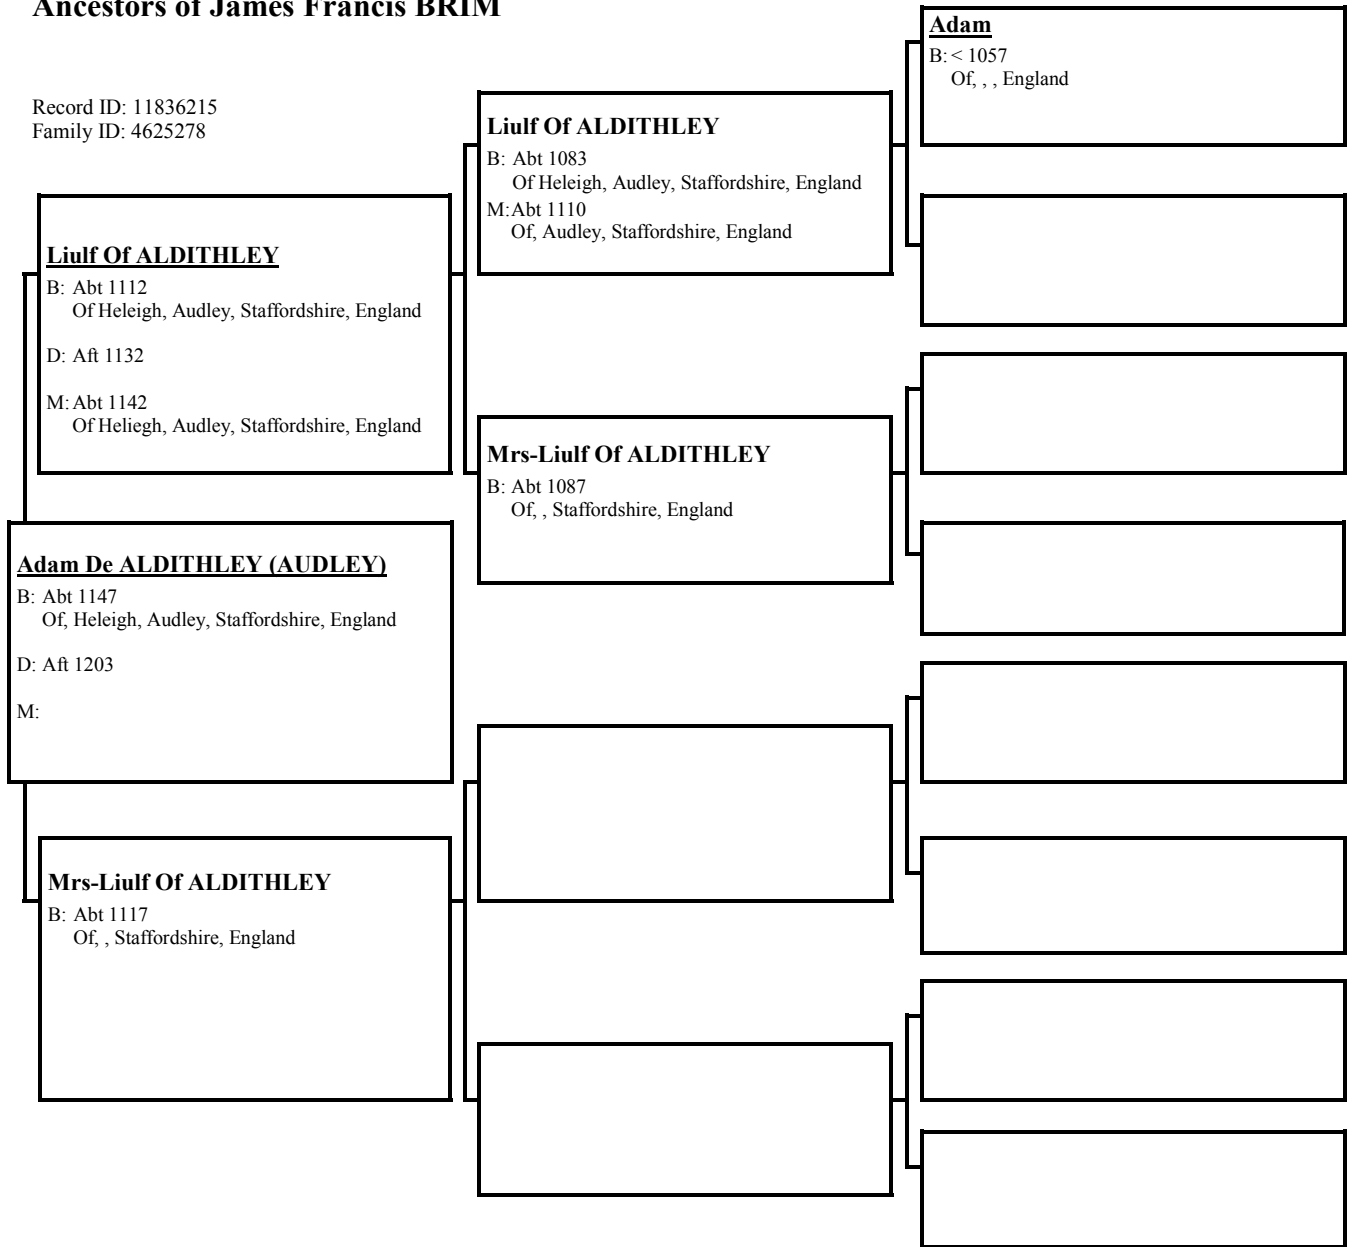 Ancestors of James Francis BRIM
Record ID: 11836215
Family ID: 4625278
Adam
B: < 1057
Of, , , England
Liulf Of ALDITHLEY
B: Abt 1083
Of Heleigh, Audley, Staffordshire, England
M: Abt 1110
Of, Audley, Staffordshire, England
Liulf Of ALDITHLEY
B: Abt 1112
Of Heleigh, Audley, Staffordshire, England
D: Aft 1132
M: Abt 1142
Of Heliegh, Audley, Staffordshire, England
Mrs-Liulf Of ALDITHLEY
B: Abt 1087
Of, , Staffordshire, England
Adam De ALDITHLEY (AUDLEY)
B: Abt 1147
Of, Heleigh, Audley, Staffordshire, England
D: Aft 1203
M:
Mrs-Liulf Of ALDITHLEY
B: Abt 1117
Of, , Staffordshire, England